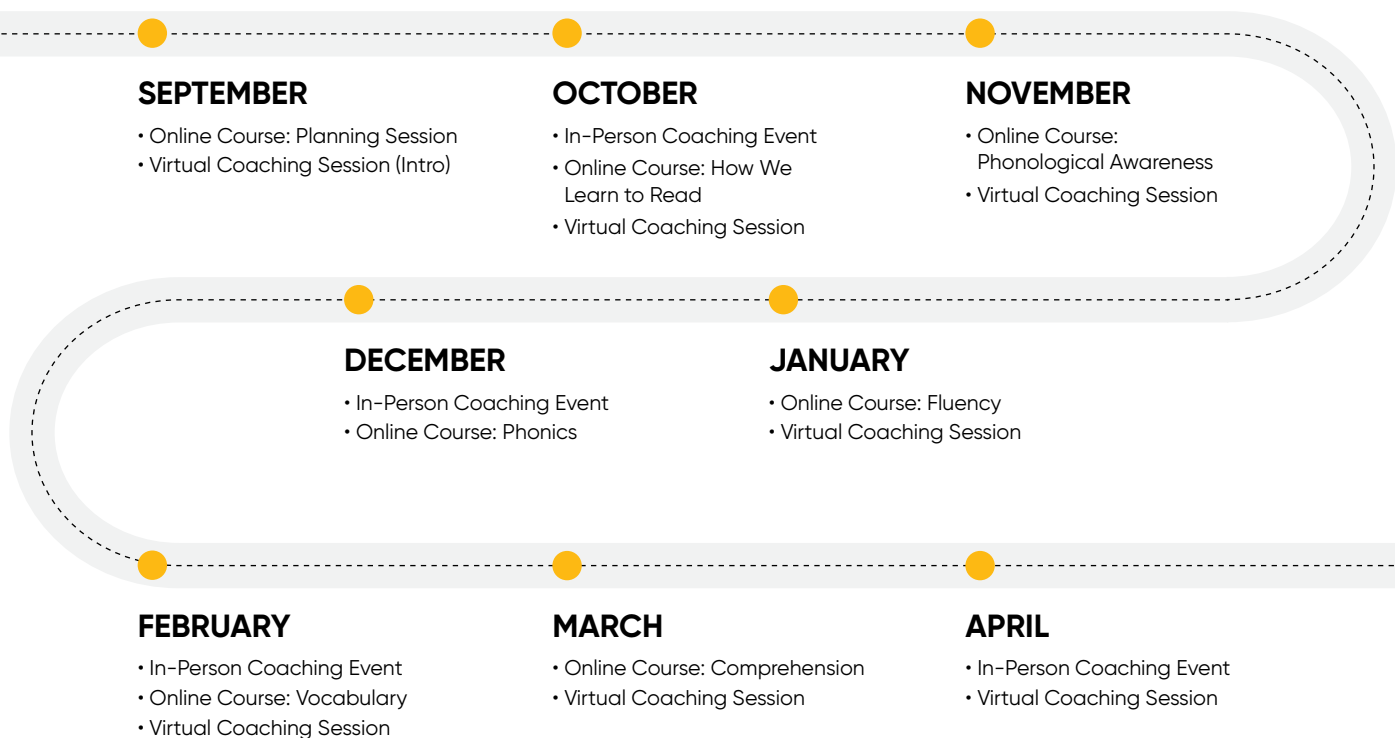 SEPTEMBER
• Online Course: Planning Session
• Virtual Coaching Session (Intro)
OCTOBER
• In-Person Coaching Event
• Online Course: How We
Learn to Read
• Virtual Coaching Session
NOVEMBER
• Online Course:
Phonological Awareness
• Virtual Coaching Session
DECEMBER
• In-Person Coaching Event
• Online Course: Phonics
JANUARY
• Online Course: Fluency
• Virtual Coaching Session
FEBRUARY
• In-Person Coaching Event
• Online Course: Vocabulary
• Virtual Coaching Session
MARCH
• Online Course: Comprehension
• Virtual Coaching Session
APRIL
• In-Person Coaching Event
• Virtual Coaching Session